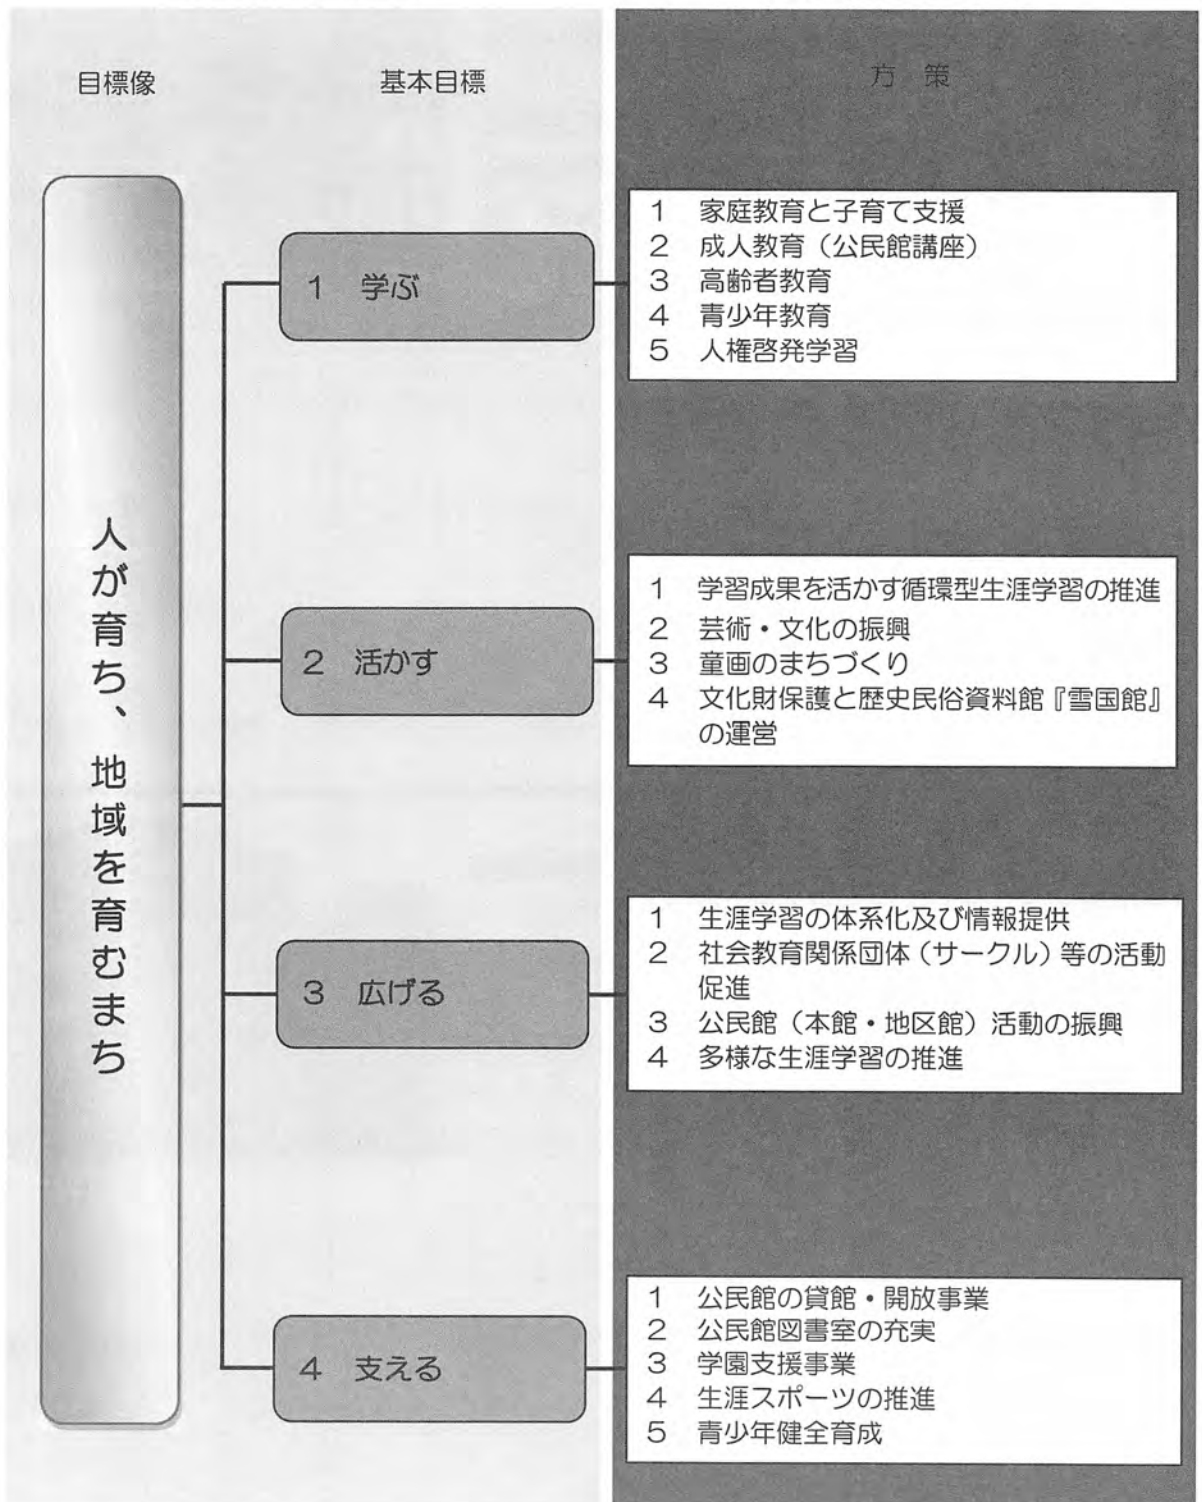 目標像
基本目標
方 策
人が育ち、地域を育むまち
1 学ぶ
1 家庭教育と子育て支援
2 成人教育（公民館講座）
3 高齢者教育
4 青少年教育
5 人権啓発学習
2 活かす
1 学習成果を活かす循環型生涯学習の推進
2 芸術・文化の振興
3 童画のまちづくり
4 文化財保護と歴史民俗資料館『雪国館』
の運営
3 広げる
1 生涯学習の体系化及び情報提供
2 社会教育関係団体（サークル）等の活動
促進
3 公民館（本館・地区館）活動の振興
4 多様な生涯学習の推進
4 支える
1 公民館の貸館・開放事業
2 公民館図書室の充実
3 学園支援事業
4 生涯スポーツの推進
5 青少年健全育成